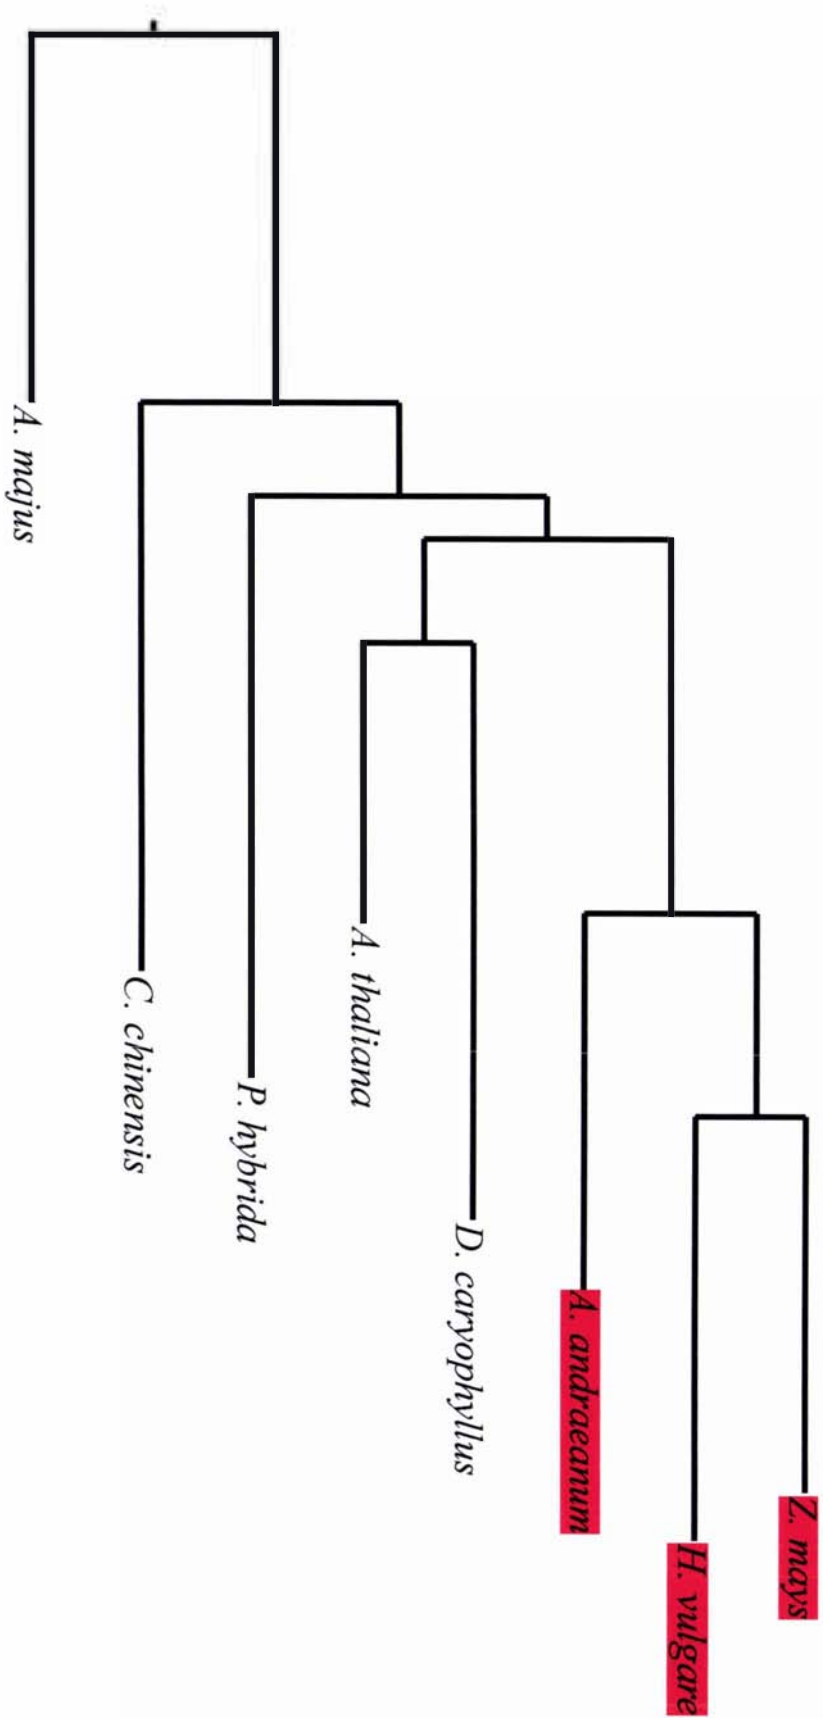 A. majus
C. chinensis
P. hybrida
A. thaliana
D. caryophyllus
A. andraeanum
H. vulgare
Z. mays